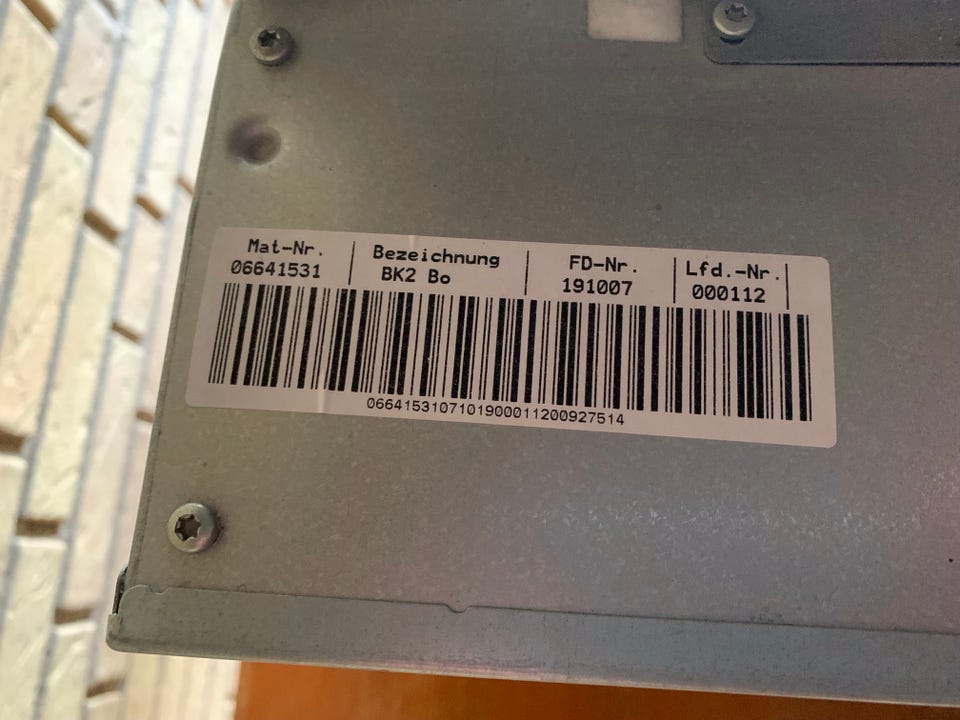 Mat-Nr. Bezeichnung FD-Nr. Lfd.-Nr.
06641531 BK2 Bo 191007 000112
0664153107101900011200927514